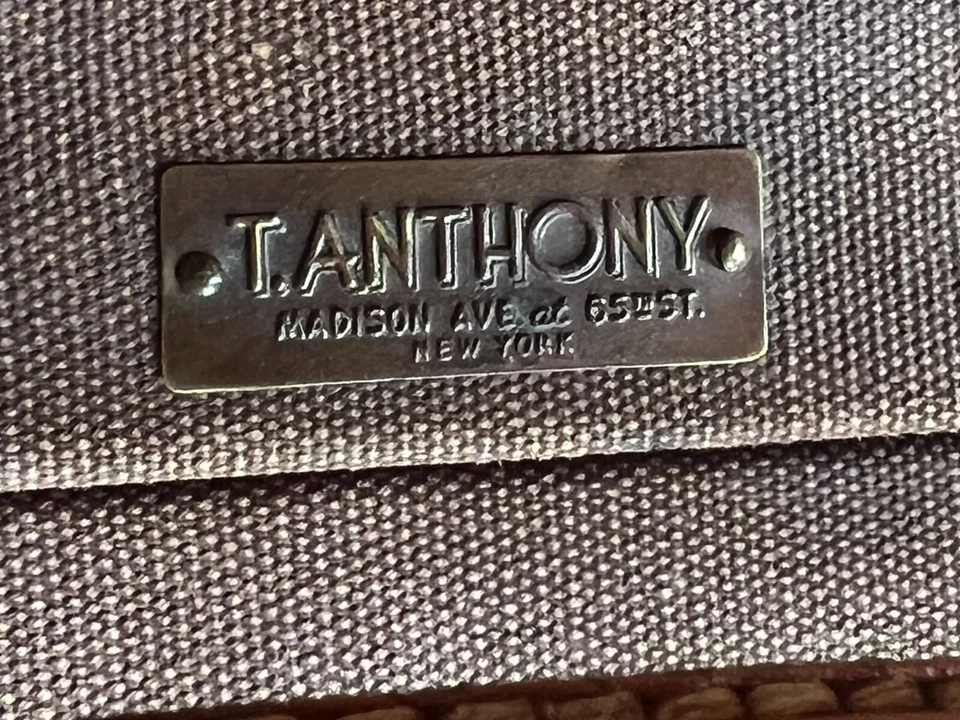 T. ANTHONY
MADISON AVE at 65TH ST.
NEW YORK